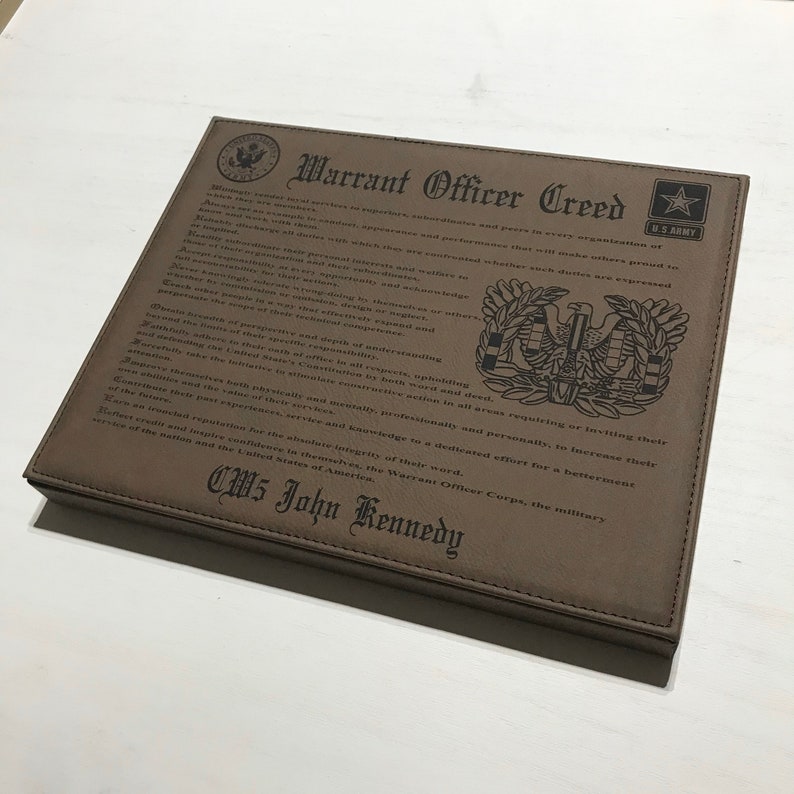 UNITED STATES
ARMY
Warrant Officer Creed
U.S. ARMY
Willingly render loyal services to superiors, subordinates and peers in every organization of
which they are members.
Always set an example in conduct, appearance and performance that will make others proud to
know and work with them.
Reliably discharge all duties with which they are confronted whether such duties are expressed
or implied.
Readily subordinate their personal interests and welfare to
those of their organization and their subordinates.
Accept responsibility at every opportunity and acknowledge
full accountability for their actions.
Never knowingly tolerate wrong-doing by themselves or others,
whether by commission or omission, design or neglect.
Teach other people in a way that effectively expand and
perpetuate the scope of their technical competence.
Obtain breadth of perspective and depth of understanding
beyond the limits of their specific responsibility.
Faithfully adhere to their oath of office in all respects, upholding
and defending the United State's Constitution by both word and deed.
Forcefully take the initiative to stimulate constructive action in all areas requiring or inviting their
attention.
Improve themselves both physically and mentally, professionally and personally, to increase their
own abilities and the value of their services.
Contribute their past experiences, service and knowledge to a dedicated effort for a betterment
of the future.
Earn an ironclad reputation for the absolute integrity of their word.
Reflect credit and inspire confidence in themselves, the Warrant Officer Corps, the military
service of the nation and the United States of America.
CW5 John Kennedy